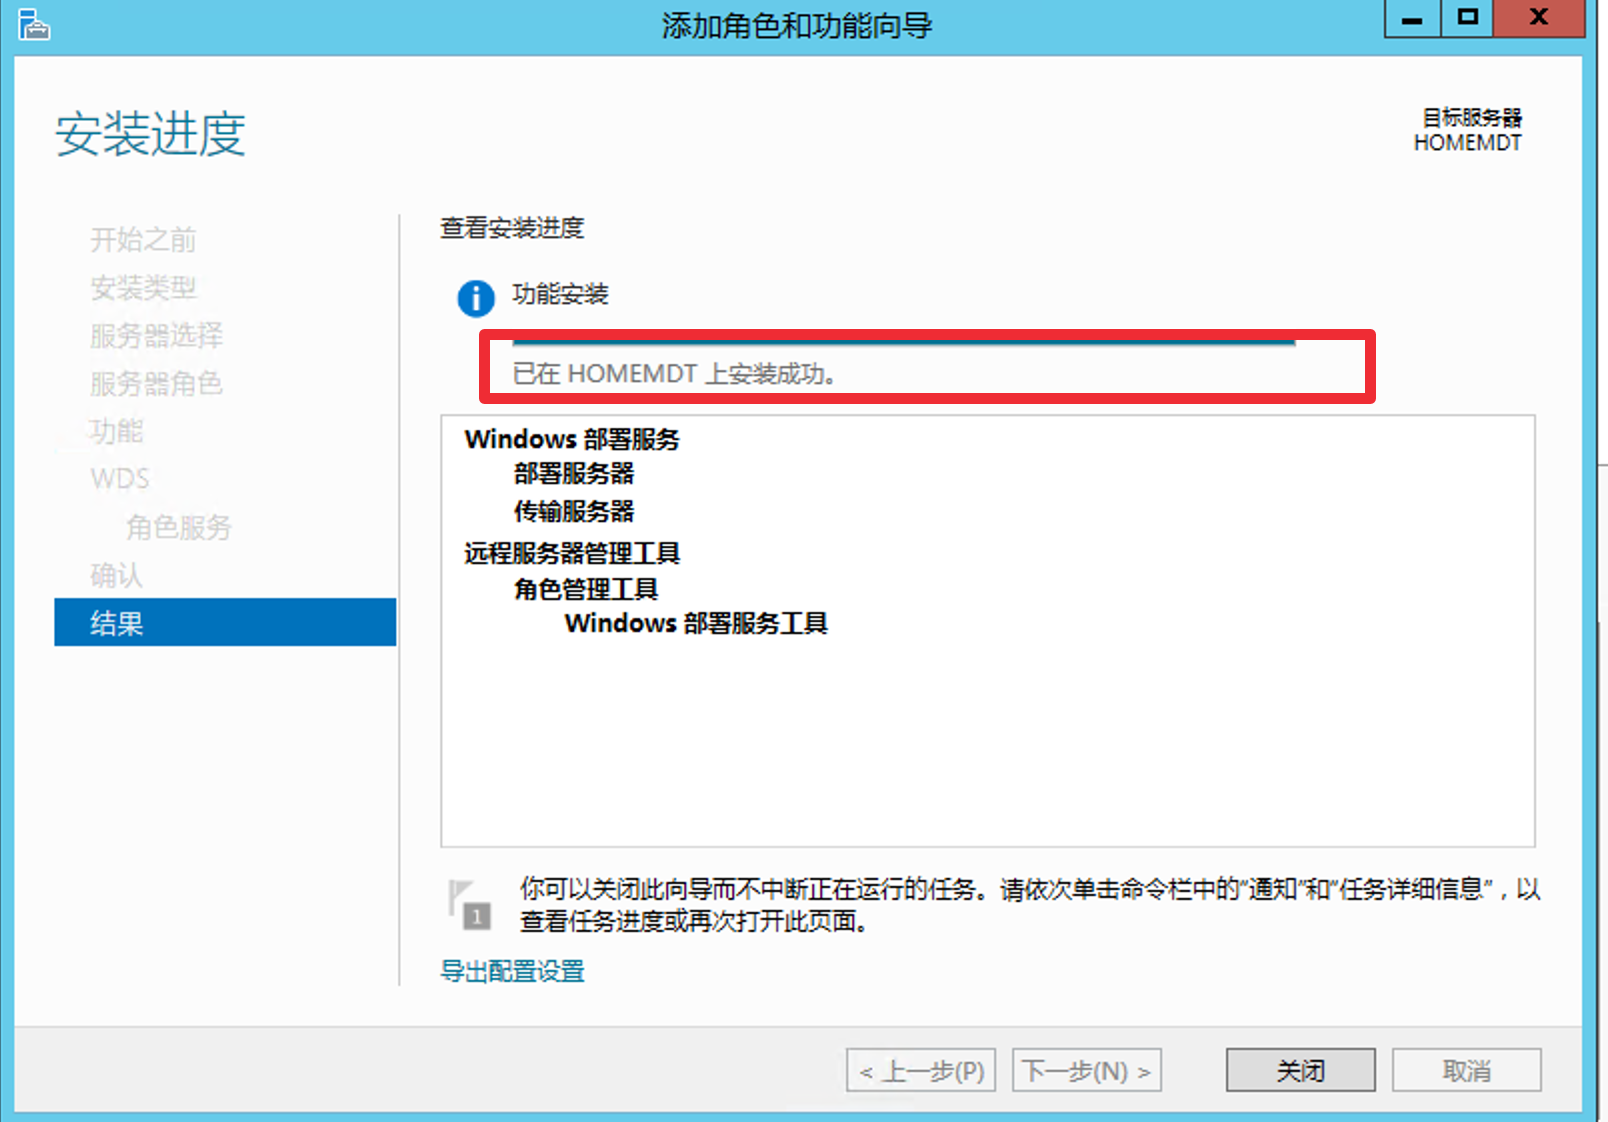 添加角色和功能向导
安装进度
目标服务器
HOMEMDT
开始之前
安装类型
服务器选择
服务器角色
功能
WDS
角色服务
确认
结果
查看安装进度
功能安装
已在 HOMEMDT 上安装成功。
Windows 部署服务
部署服务器
传输服务器
远程服务器管理工具
角色管理工具
Windows 部署服务工具
1
你可以关闭此向导而不中断正在运行的任务。请依次单击命令栏中的"通知"和"任务详细信息"，以
查看任务进度或再次打开此页面。
导出配置设置
< 上一步(P)
下一步(N) >
关闭
取消